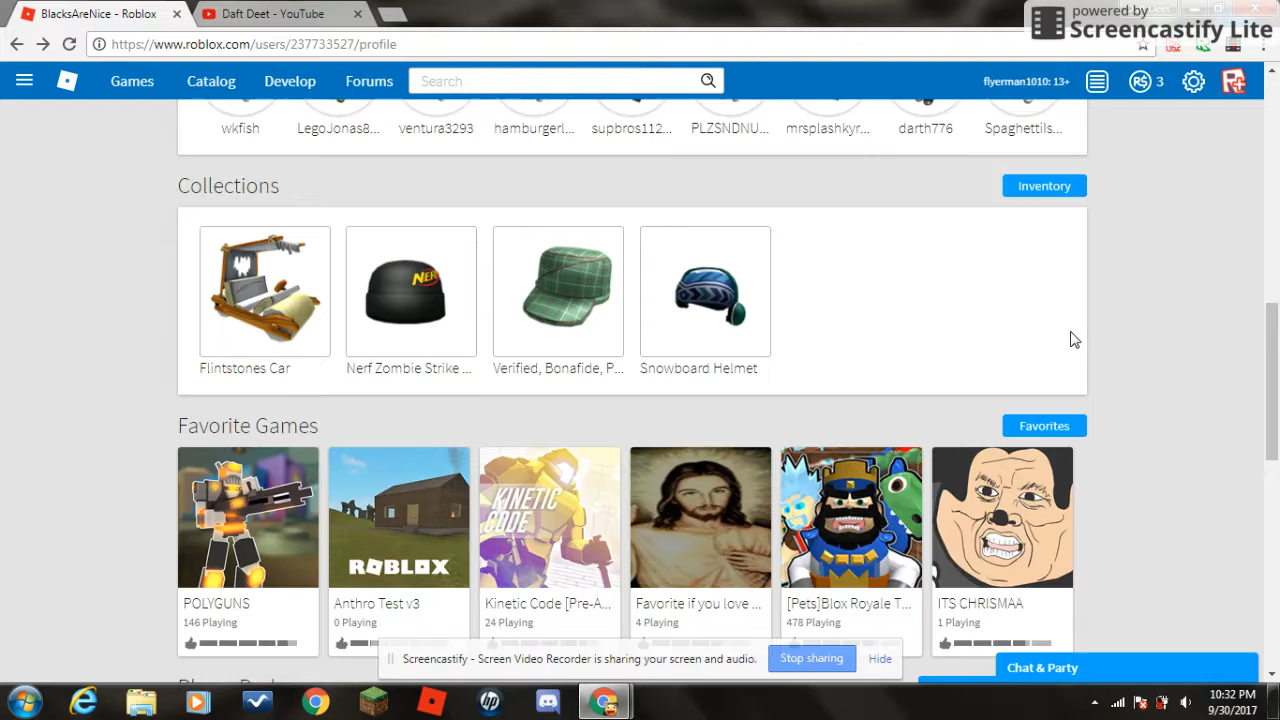 BlacksAreNice - Roblox
Daft Deet - YouTube
powered by
Screencastify Lite
https://www.roblox.com/users/237733527/profile
Games
Catalog
Develop
Forums
Search
flyerman1010: 13+
R$ 3
wkfish
LegoJonas8...
ventura3293
hamburgerl...
supbros112...
PLZSNDNU...
mrsplashkyr...
darth776
Spaghettils...
Collections
Inventory
NERF
Flintstones Car
Nerf Zombie Strike ...
Verified, Bonafide, P...
Snowboard Helmet
Favorite Games
Favorites
KINETIC
CODE
ROBLOX
POLYGUNS
Anthro Test v3
Kinetic Code [Pre-A...
Favorite if you love ...
[Pets]Blox Royale T...
ITS CHRISMAA
146 Playing
0 Playing
24 Playing
4 Playing
478 Playing
1 Playing
Screencastify - Screen Video Recorder is sharing your screen and audio.
Stop sharing
Hide
Chat & Party
hp
10:32 PM
9/30/2017